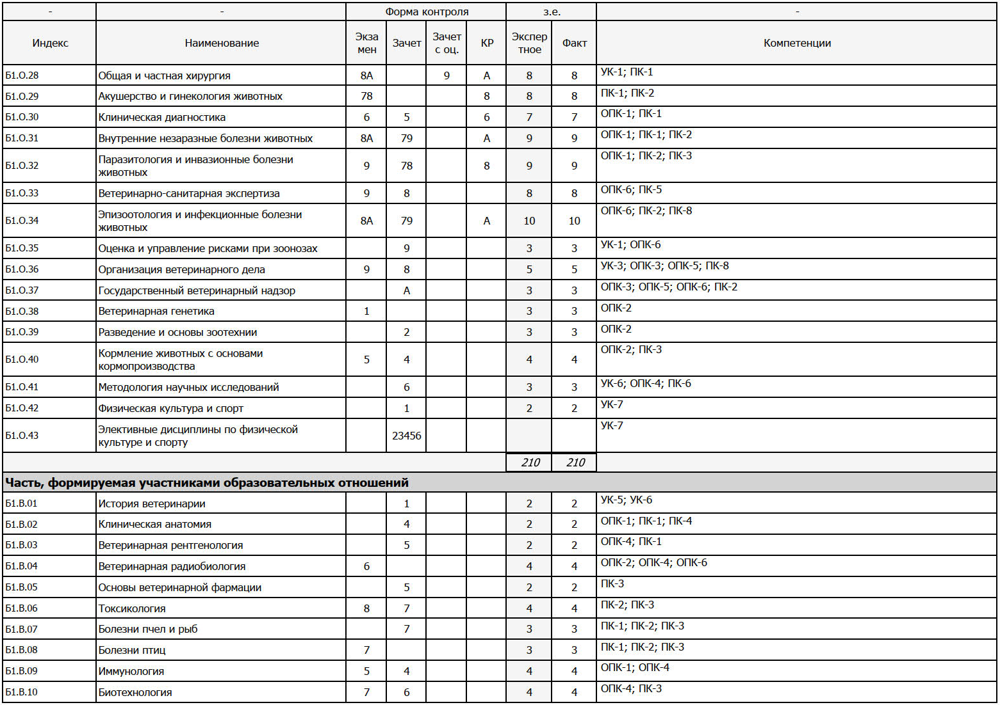 - - Форма контроля з.е. -
Индекс Наименование Экза мен Зачет Зачет с оц. КР Экспер тное Факт Компетенции
Б1.О.28 Общая и частная хирургия 8A 9 A 8 8 УК-1; ПК-1
Б1.О.29 Акушерство и гинекология животных 78 8 8 8 ПК-1; ПК-2
Б1.О.30 Клиническая диагностика 6 5 6 7 7 ОПК-1; ПК-1
Б1.О.31 Внутренние незаразные болезни животных 8A 79 A 9 9 ОПК-1; ПК-1; ПК-2
Б1.О.32 Паразитология и инвазионные болезни животных 9 78 8 9 9 ОПК-1; ПК-2; ПК-3
Б1.О.33 Ветеринарно-санитарная экспертиза 9 8 8 8 ОПК-6; ПК-5
Б1.О.34 Эпизоотология и инфекционные болезни животных 8A 79 A 10 10 ОПК-6; ПК-2; ПК-8
Б1.О.35 Оценка и управление рисками при зоонозах 9 3 3 УК-1; ОПК-6
Б1.О.36 Организация ветеринарного дела 9 8 5 5 УК-3; ОПК-3; ОПК-5; ПК-8
Б1.О.37 Государственный ветеринарный надзор A 3 3 ОПК-3; ОПК-5; ОПК-6; ПК-2
Б1.О.38 Ветеринарная генетика 1 3 3 ОПК-2
Б1.О.39 Разведение и основы зоотехнии 2 3 3 ОПК-2
Б1.О.40 Кормление животных с основами кормопроизводства 5 4 4 4 ОПК-2; ПК-3
Б1.О.41 Методология научных исследований 6 3 3 УК-6; ОПК-4; ПК-6
Б1.О.42 Физическая культура и спорт 1 2 2 УК-7
Б1.О.43 Элективные дисциплины по физической культуре и спорту 23456 УК-7
210 210
Часть, формируемая участниками образовательных отношений
Б1.В.01 История ветеринарии 1 2 2 УК-5; УК-6
Б1.В.02 Клиническая анатомия 4 2 2 ОПК-1; ПК-1; ПК-4
Б1.В.03 Ветеринарная рентгенология 5 2 2 ОПК-4; ПК-1
Б1.В.04 Ветеринарная радиобиология 6 4 4 ОПК-2; ОПК-4; ОПК-6
Б1.В.05 Основы ветеринарной фармации 5 2 2 ПК-3
Б1.В.06 Токсикология 8 7 4 4 ПК-2; ПК-3
Б1.В.07 Болезни пчел и рыб 7 3 3 ПК-1; ПК-2; ПК-3
Б1.В.08 Болезни птиц 7 3 3 ПК-1; ПК-2; ПК-3
Б1.В.09 Иммунология 5 4 4 4 ОПК-1; ОПК-4
Б1.В.10 Биотехнология 7 6 4 4 ОПК-4; ПК-3